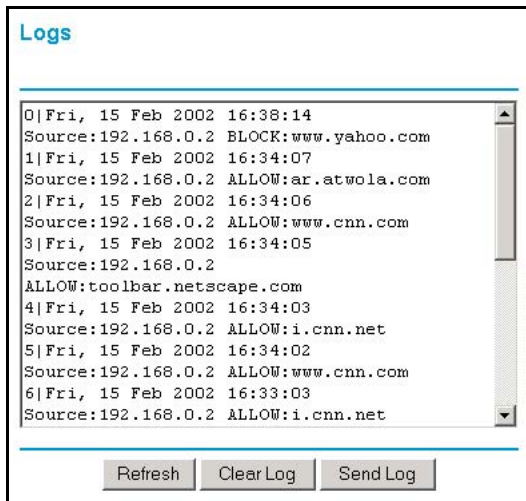 Logs
0|Fri, 15 Feb 2002 16:38:14
Source:192.168.0.2 BLOCK:www.yahoo.com
1|Fri, 15 Feb 2002 16:34:07
Source:192.168.0.2 ALLOW:ar.atwola.com
2|Fri, 15 Feb 2002 16:34:06
Source:192.168.0.2 ALLOW:www.cnn.com
3|Fri, 15 Feb 2002 16:34:05
Source:192.168.0.2
ALLOW:toolbar.netscape.com
4|Fri, 15 Feb 2002 16:34:03
Source:192.168.0.2 ALLOW:i.cnn.net
5|Fri, 15 Feb 2002 16:34:02
Source:192.168.0.2 ALLOW:www.cnn.com
6|Fri, 15 Feb 2002 16:33:03
Source:192.168.0.2 ALLOW:i.cnn.net
Refresh Clear Log Send Log